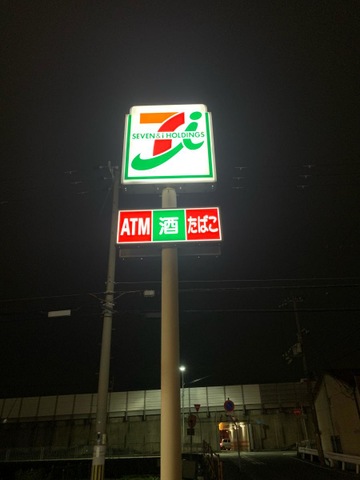 7i
SEVEN & i HOLDINGS
ATM 酒 たばこ